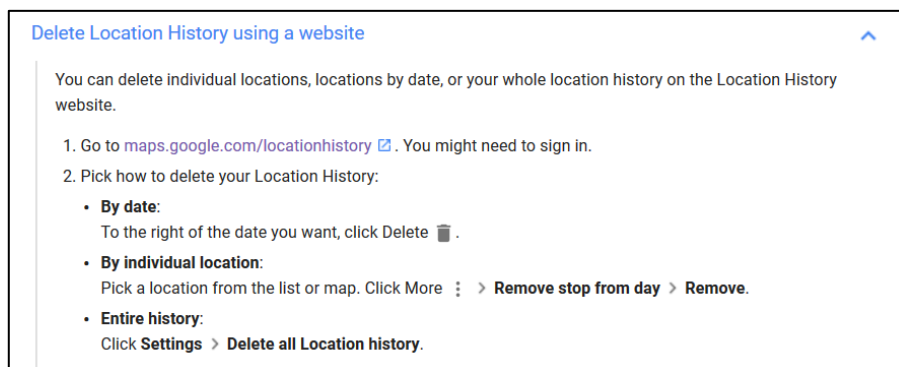 Delete Location History using a website
You can delete individual locations, locations by date, or your whole location history on the Location History
website.
1. Go to maps.google.com/locationhistory . You might need to sign in.
2. Pick how to delete your Location History:
• By date:
To the right of the date you want, click Delete .
• By individual location:
Pick a location from the list or map. Click More > Remove stop from day > Remove.
• Entire history:
Click Settings > Delete all Location history.